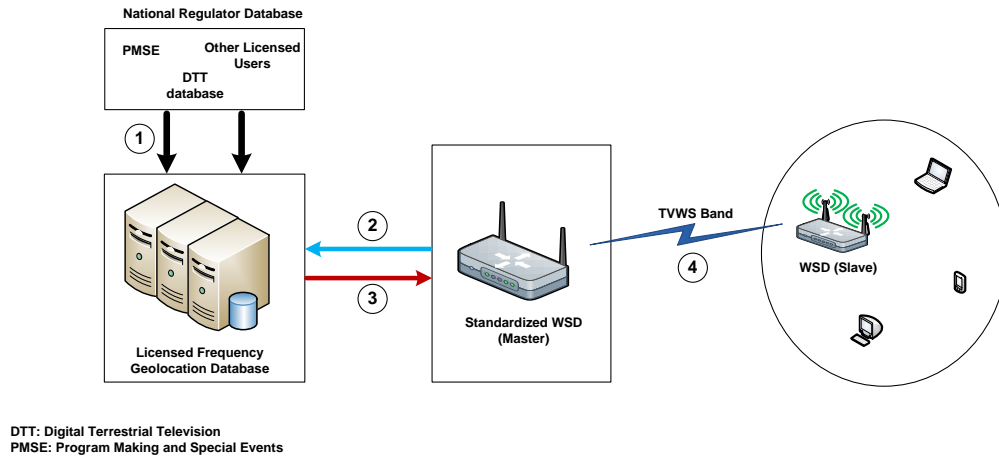 National Regulator Database
PMSE
Other Licensed
Users
DTT
database
1
2
3
TVWS Band
4
WSD (Slave)
Standardized WSD
(Master)
Licensed Frequency
Geolocation Database
DTT: Digital Terrestrial Television
PMSE: Program Making and Special Events